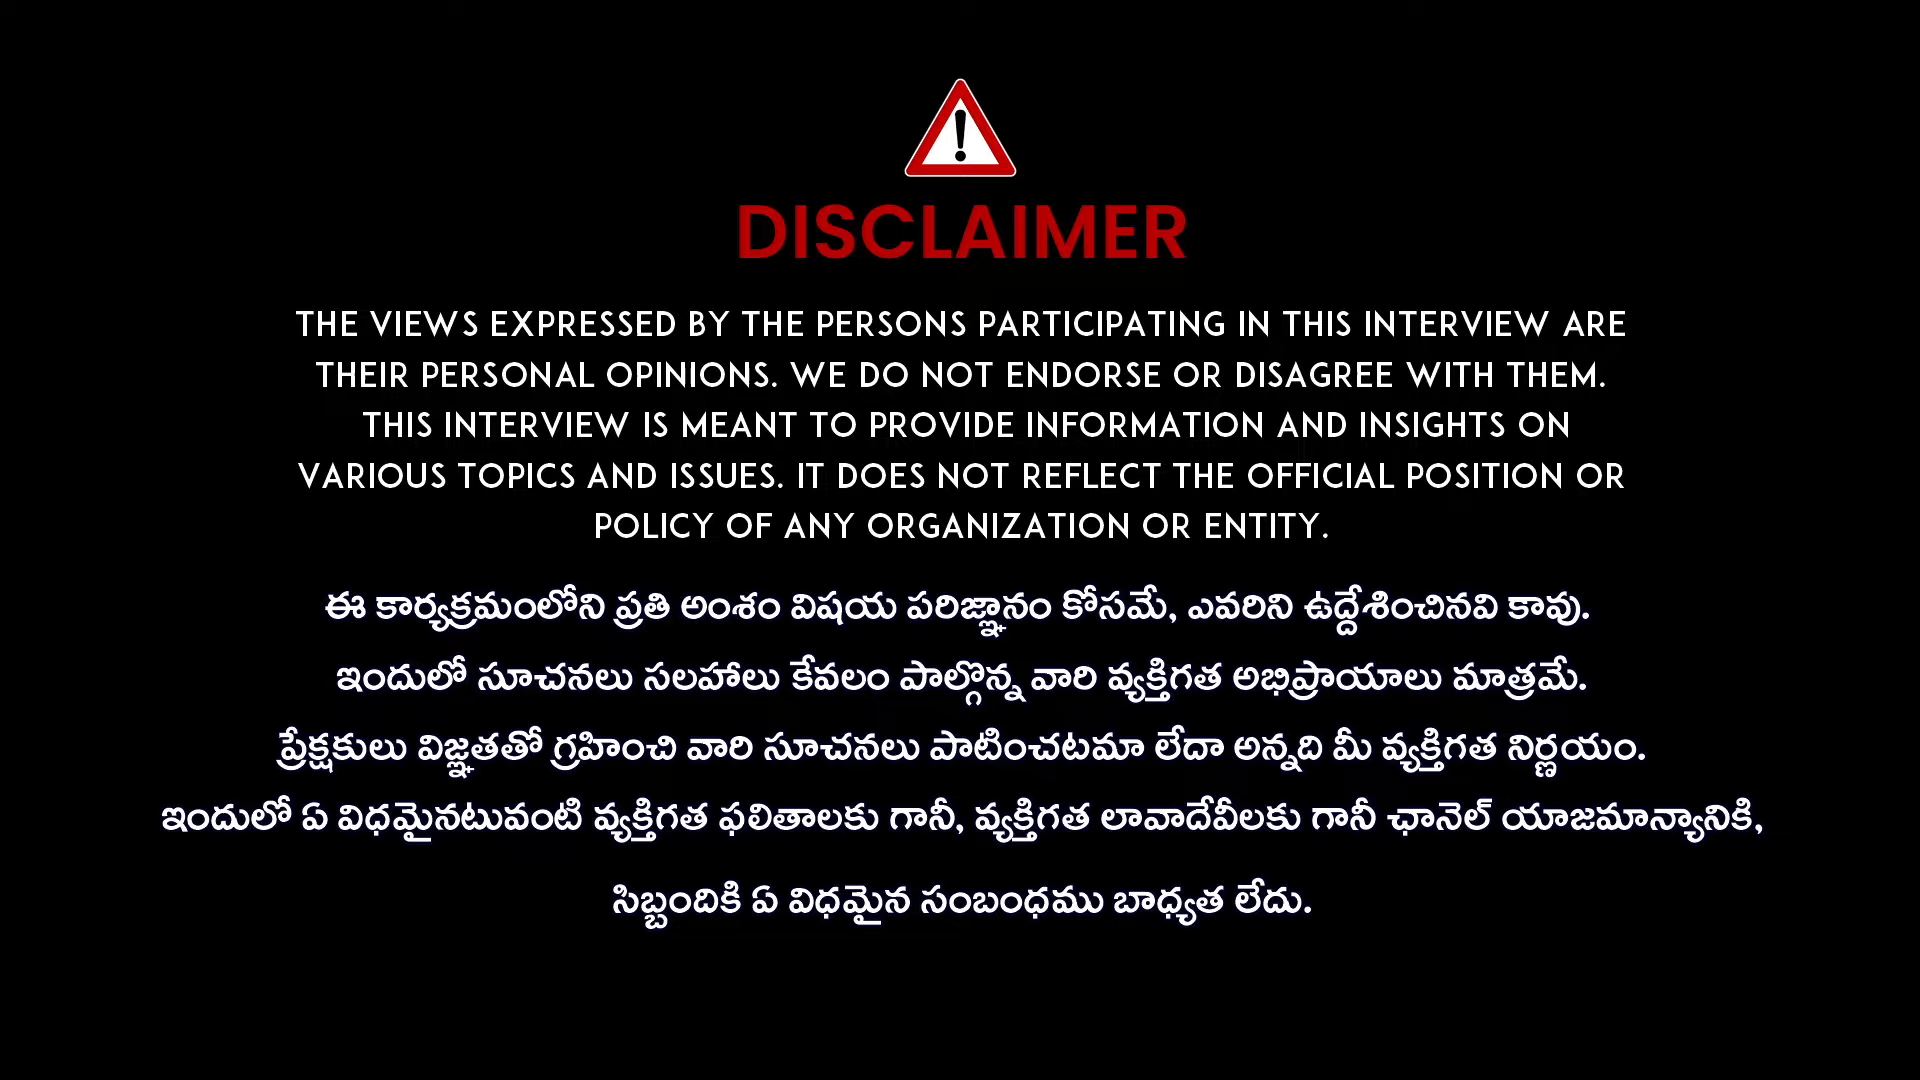 DISCLAIMER
THE VIEWS EXPRESSED BY THE PERSONS PARTICIPATING IN THIS INTERVIEW ARE
THEIR PERSONAL OPINIONS. WE DO NOT ENDORSE OR DISAGREE WITH THEM.
THIS INTERVIEW IS MEANT TO PROVIDE INFORMATION AND INSIGHTS ON
VARIOUS TOPICS AND ISSUES. IT DOES NOT REFLECT THE OFFICIAL POSITION OR
POLICY OF ANY ORGANIZATION OR ENTITY.
ఈ కార్యక్రమంలోని ప్రతి అంశం విషయ పరిజ్ఞానం కోసమే, ఎవరిని ఉద్దేశించినవి కావు.
ఇందులో సూచనలు సలహాలు కేవలం పాల్గొన్న వారి వ్యక్తిగత అభిప్రాయాలు మాత్రమే.
ప్రేక్షకులు విజ్ఞతతో గ్రహించి వారి సూచనలు పాటించటమా లేదా అన్నది మీ వ్యక్తిగత నిర్ణయం.
ఇందులో ఏ విధమైనటువంటి వ్యక్తిగత ఫలితాలకు గానీ, వ్యక్తిగత లావాదేవీలకు గానీ ఛానెల్ యాజమాన్యానికి,
సిబ్బందికి ఏ విధమైన సంబంధము బాధ్యత లేదు.